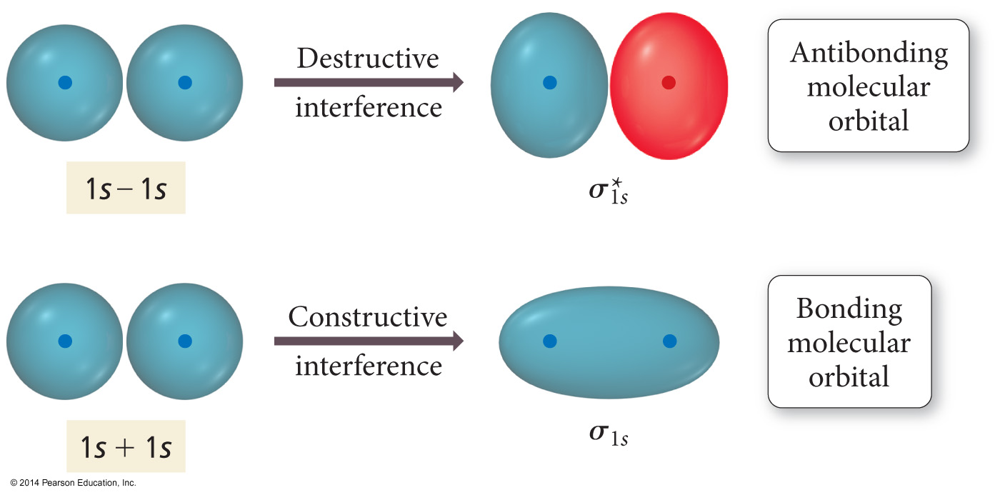 Destructive
interference
Antibonding
molecular
orbital
1s − 1s
σ*1s
Constructive
interference
Bonding
molecular
orbital
1s + 1s
σ1s
© 2014 Pearson Education, Inc.